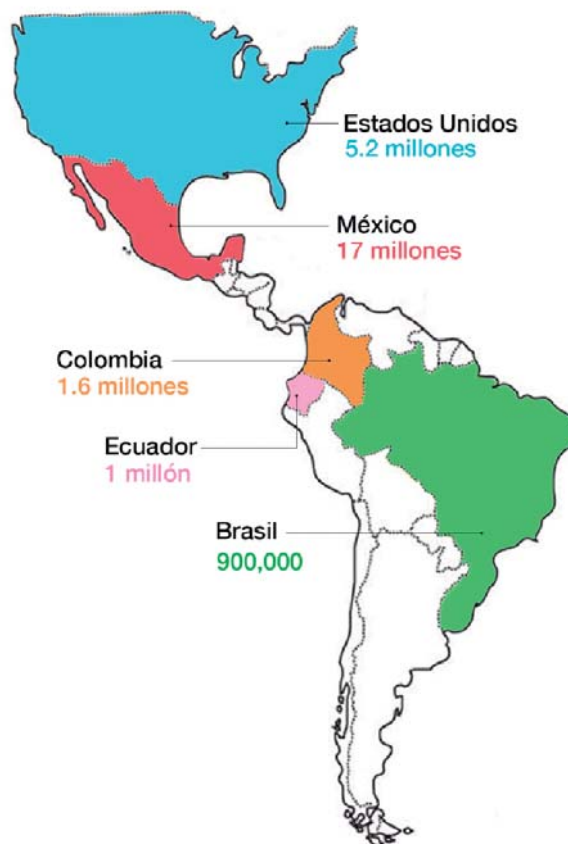 Estados Unidos
5.2 millones
México
17 millones
Colombia
1.6 millones
Ecuador
1 millón
Brasil
900,000